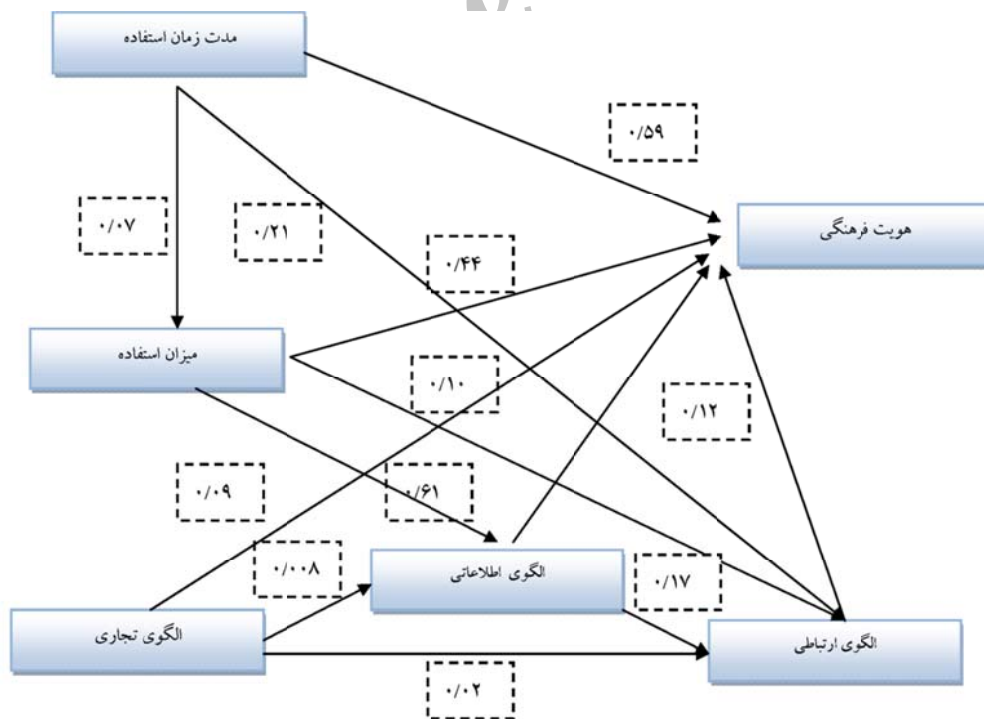 مدت زمان استفاده
۰/۵۹
هویت فرهنگی
۰/۰۷
۰/۲۱
۰/۴۴
میزان استفاده
۰/۱۰
۰/۱۲
۰/۰۹
۰/۶۱
۰/۰۰۸
الگوی اطلاعاتی
۰/۱۷
الگوی تجاری
الگوی ارتباطی
۰/۰۲